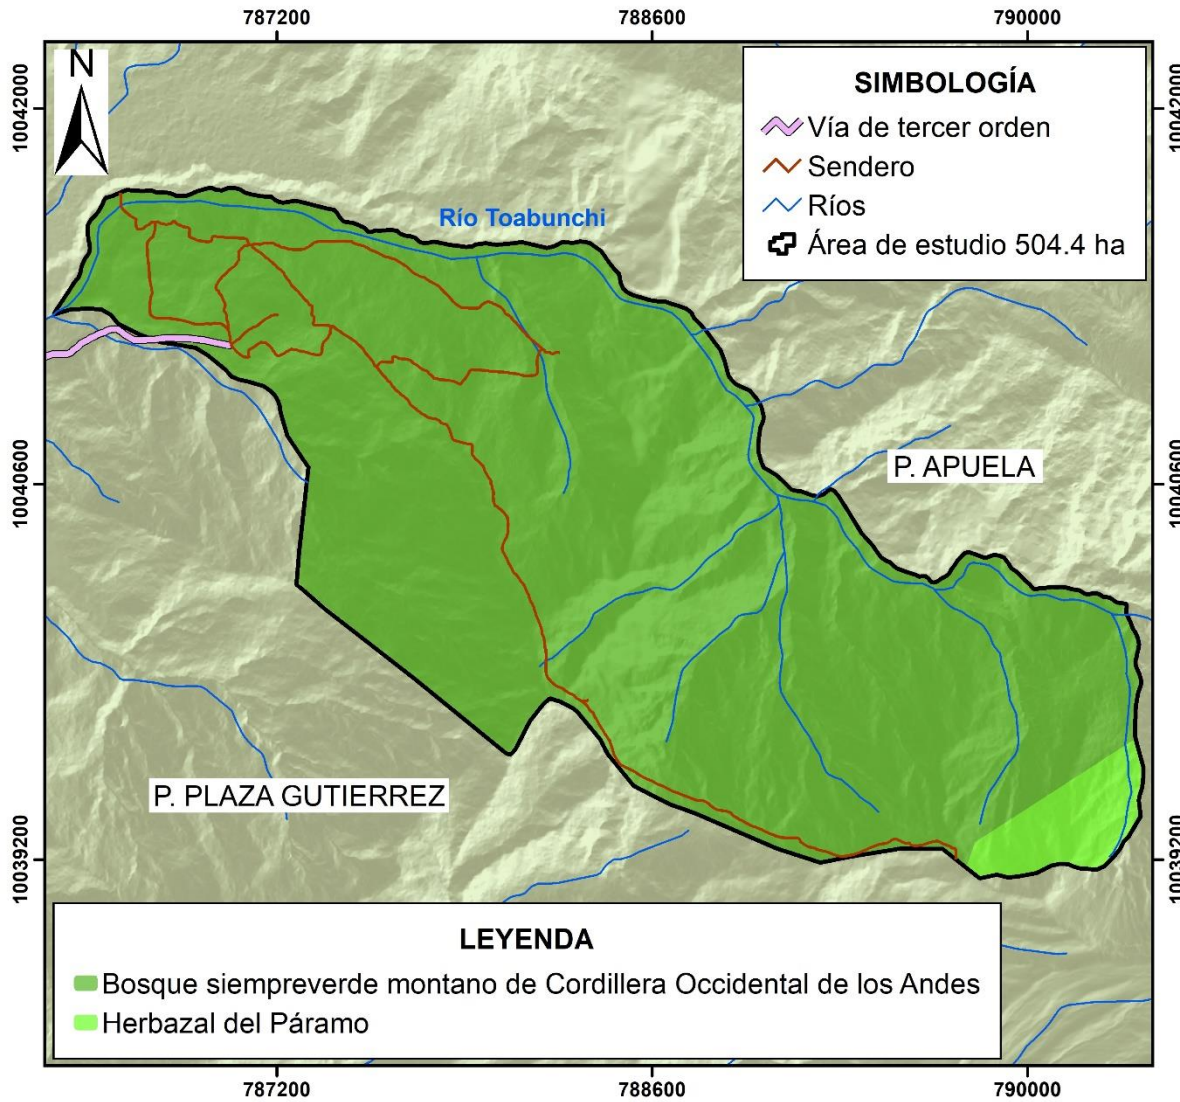 787200
788600
790000
N
10042000
10042000
SIMBOLOGÍA
Vía de tercer orden
Sendero
Ríos
Área de estudio 504.4 ha
Río Toabunchi
P. APUELA
10040600
10040600
P. PLAZA GUTIERREZ
10039200
10039200
LEYENDA
Bosque siempreverde montano de Cordillera Occidental de los Andes
Herbazal del Páramo
787200
788600
790000